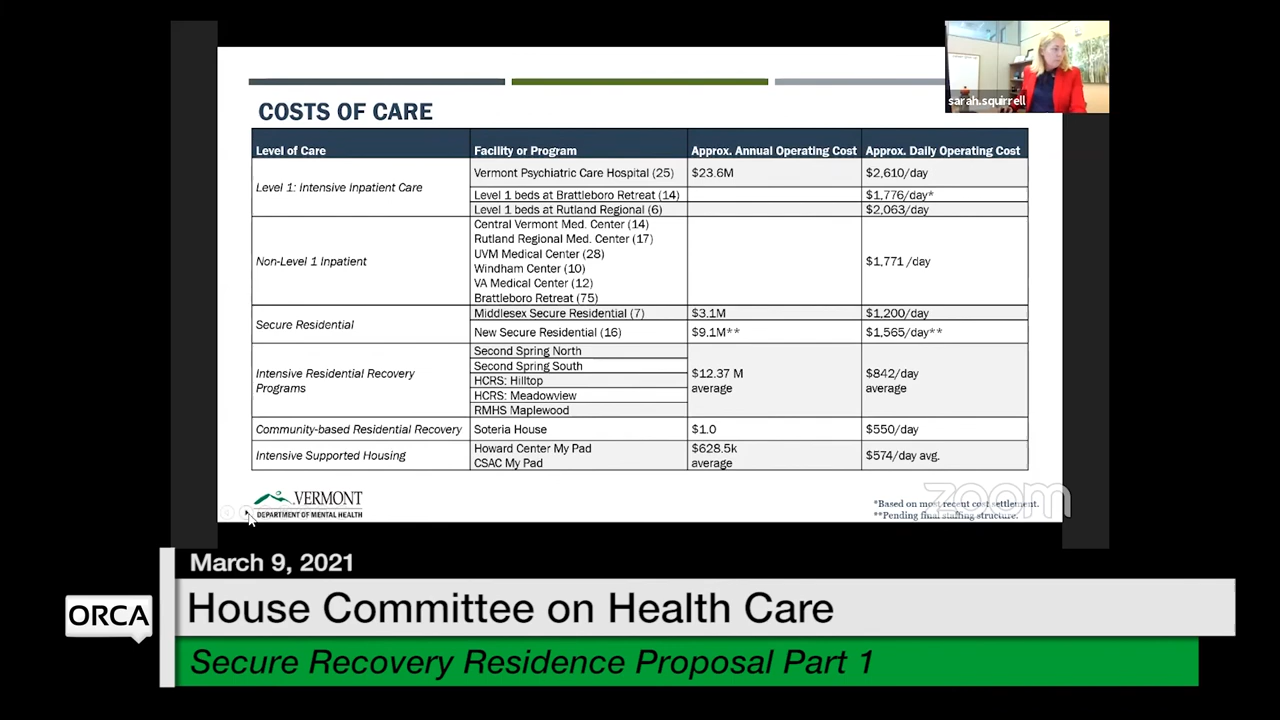 sarah.squirrell
COSTS OF CARE
Level of Care Facility or Program Approx. Annual Operating Cost Approx. Daily Operating Cost
Level 1: Intensive Inpatient Care
Vermont Psychiatric Care Hospital (25) $23.6M $2,610/day
Level 1 beds at Brattleboro Retreat (14) $1,776/day*
Level 1 beds at Rutland Regional (6) $2,063/day
Non-Level 1 Inpatient
Central Vermont Med. Center (14)
Rutland Regional Med. Center (17)
UVM Medical Center (28)
Windham Center (10)
VA Medical Center (12)
Brattleboro Retreat (75)
$1,771 /day
Secure Residential
Middlesex Secure Residential (7) $3.1M $1,200/day
New Secure Residential (16) $9.1M** $1,565/day**
Intensive Residential Recovery
Programs
Second Spring North
Second Spring South
HCRS: Hilltop
HCRS: Meadowview
RMHS Maplewood
$12.37 M
average
$842/day
average
Community-based Residential Recovery Soteria House $1.0 $550/day
Intensive Supported Housing
Howard Center My Pad
CSAC My Pad
$628.5k
average
$574/day avg.
VERMONT
DEPARTMENT OF MENTAL HEALTH
*Based on most recent cost settlement.
**Pending final staffing structure.
zoom
March 9, 2021
ORCA
House Committee on Health Care
Secure Recovery Residence Proposal Part 1